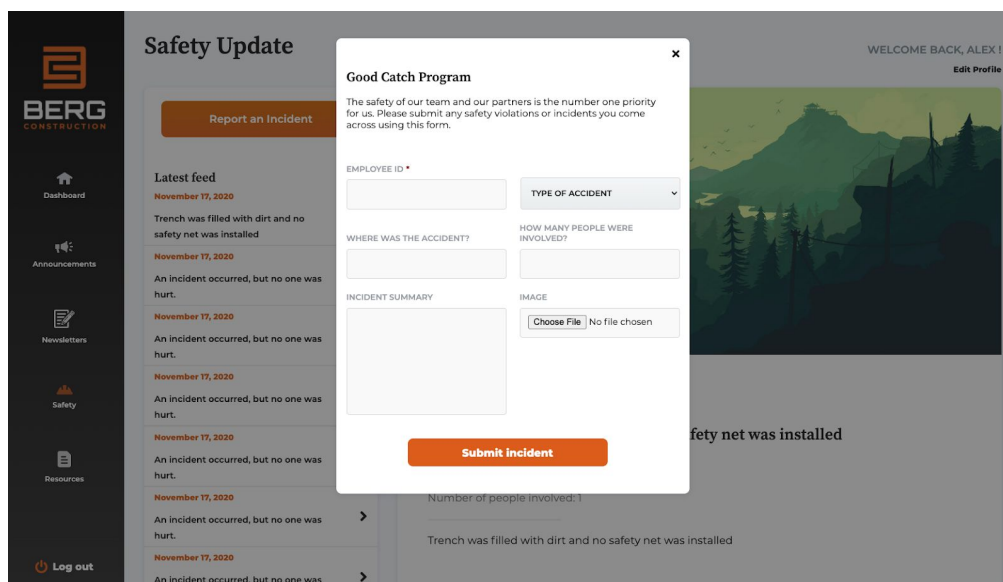 Safety Update
WELCOME BACK, ALEX !
Edit Profile
BERG
CONSTRUCTION
Dashboard
Announcements
Newsletters
Safety
Resources
Log out
Report an Incident
Latest feed
November 17, 2020
Trench was filled with dirt and no
safety net was installed
November 17, 2020
An incident occurred, but no one was
hurt.
November 17, 2020
An incident occurred, but no one was
hurt.
November 17, 2020
An incident occurred, but no one was
hurt.
November 17, 2020
An incident occurred, but no one was
hurt.
November 17, 2020
An incident occurred, but no one was
hurt.
November 17, 2020
An incident occurred, but no one was
Good Catch Program
The safety of our team and our partners is the number one priority
for us. Please submit any safety violations or incidents you come
across using this form.
EMPLOYEE ID *
TYPE OF ACCIDENT
WHERE WAS THE ACCIDENT?
HOW MANY PEOPLE WERE
INVOLVED?
INCIDENT SUMMARY
IMAGE
Choose File No file chosen
Submit incident
fety net was installed
Number of people involved: 1
Trench was filled with dirt and no safety net was installed